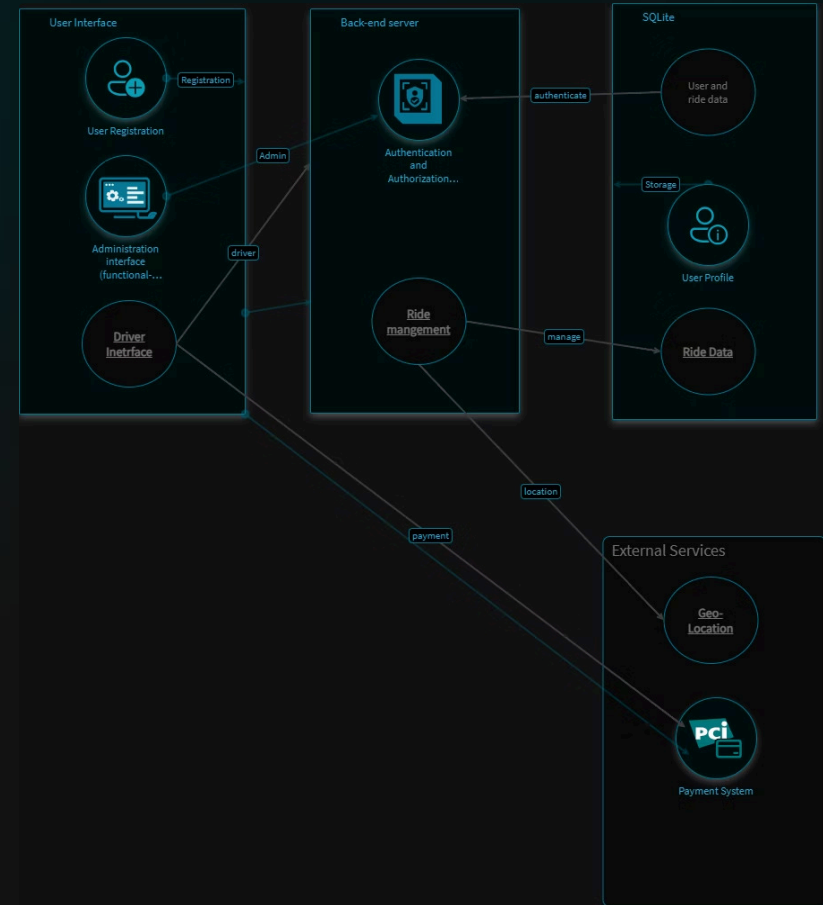 User Interface
User Registration
Registration
Administration
interface
(functional-...
Admin
Driver
Inetrface
driver
Back-end server
Authentication
and
Authorization...
Ride
mangement
SQLite
User and
ride data
authenticate
Storage
User Profile
manage
Ride Data
location
payment
External Services
Geo-
Location
PCi
Payment System